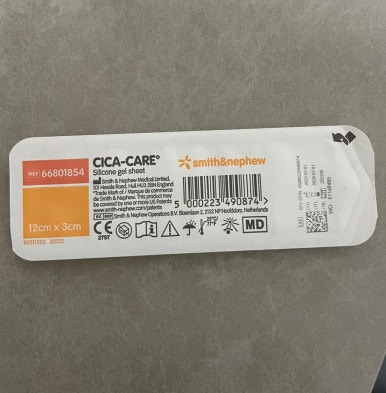 REF 66801854
12cm x 3cm
CICA-CARE°
Silicone gel sheet
Smith & Nephew Medical Limited,
101 Hessle Road, Hull HU3 2BN England
°Trade Mark of / Marque de commerce
de Smith & Nephew. This product may
be covered by one or more US Patents
www.smith-nephew.com/patents
EC REP Smith & Nephew Operations B.V. Bloemlaan 2, 2132 NP Hoofddorp, Netherlands
smith&nephew
5 000223 490874 >
CE
2797
MD